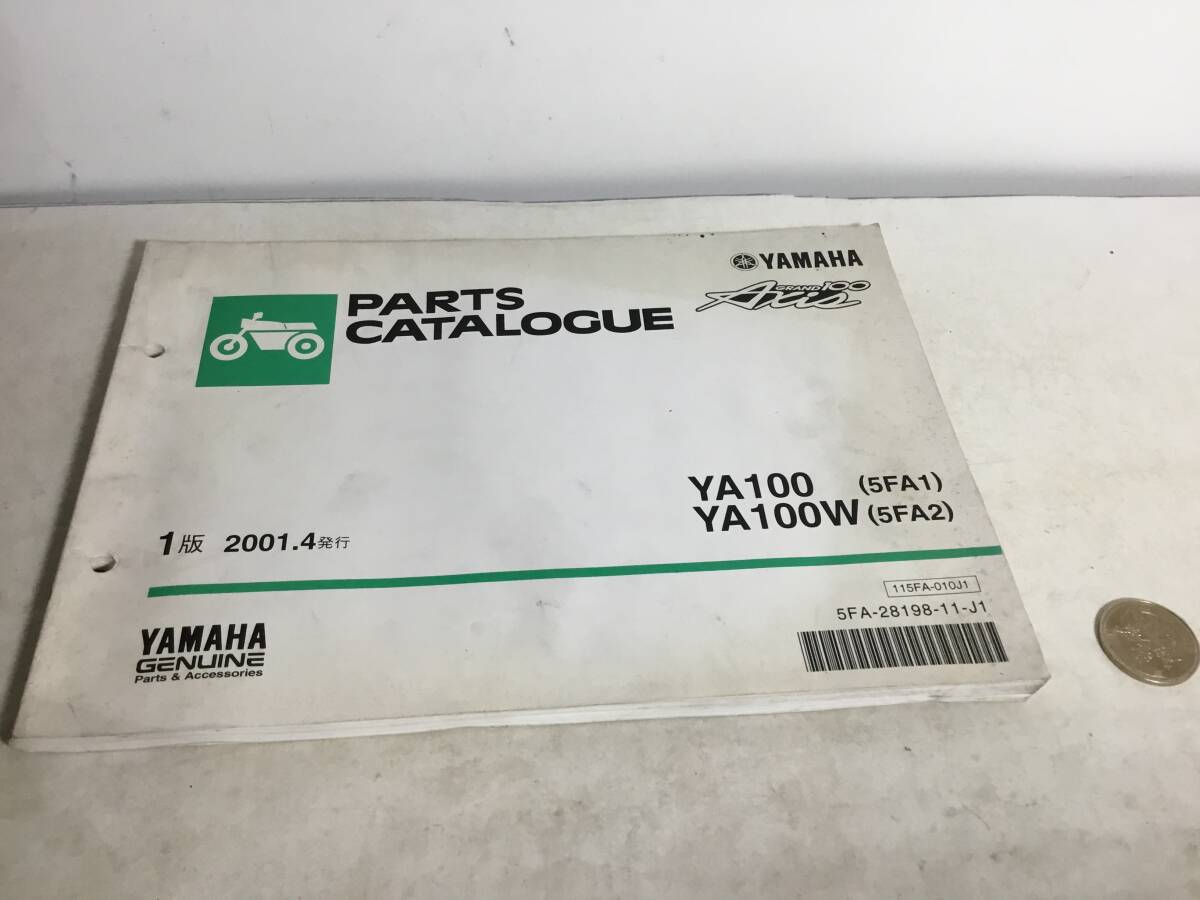 YAMAHA
GRAND 100
Axis
PARTS
CATALOGUE
YA100 (5FA1)
YA100W (5FA2)
1版 2001.4発行
115FA-010J1
5FA-28198-11-J1
YAMAHA
GENUINE
Parts & Accessories